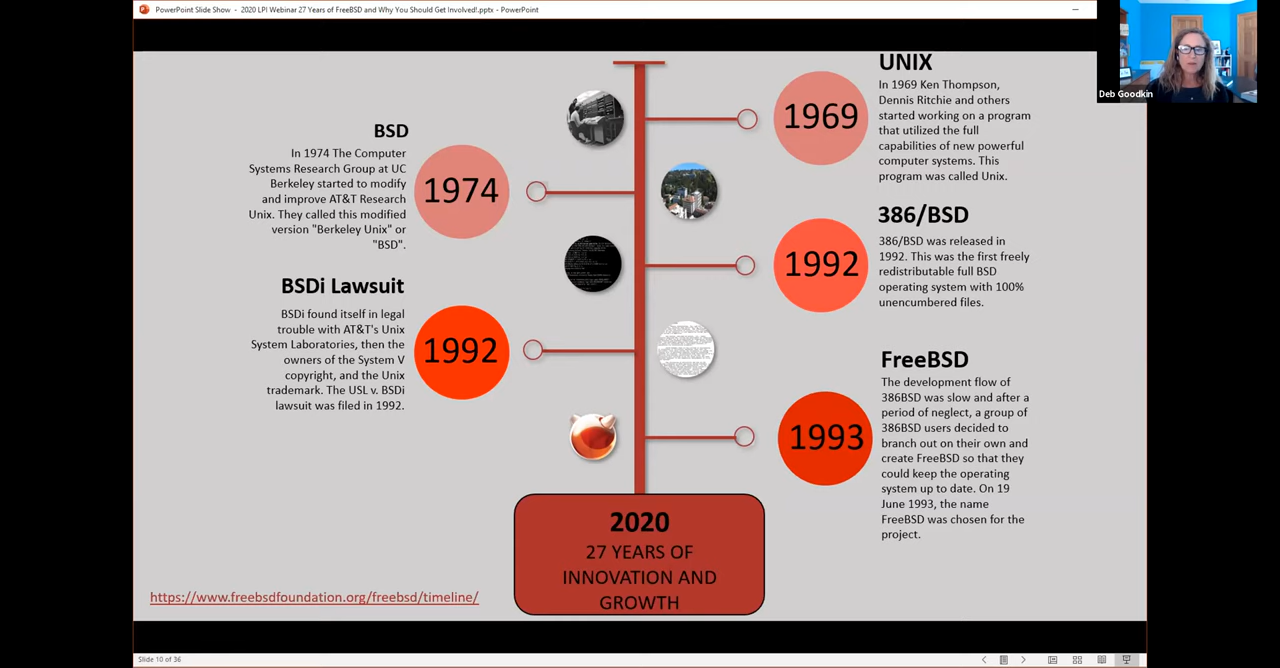 PowerPoint Slide Show - 2020 LPI Webinar 27 Years of FreeBSD and Why You Should Get Involved!.pptx - PowerPoint
Deb Goodkin
UNIX
In 1969 Ken Thompson,
Dennis Ritchie and others
started working on a program
that utilized the full
capabilities of new powerful
computer systems. This
program was called Unix.
1969
BSD
In 1974 The Computer
Systems Research Group at UC
Berkeley started to modify
and improve AT&T Research
Unix. They called this modified
version "Berkeley Unix" or
"BSD".
1974
386/BSD
386/BSD was released in
1992. This was the first freely
redistributable full BSD
operating system with 100%
unencumbered files.
1992
BSDi Lawsuit
BSDi found itself in legal
trouble with AT&T's Unix
System Laboratories, then the
owners of the System V
copyright, and the Unix
trademark. The USL v. BSDi
lawsuit was filed in 1992.
1992
FreeBSD
The development flow of
386BSD was slow and after a
period of neglect, a group of
386BSD users decided to
branch out on their own and
create FreeBSD so that they
could keep the operating
system up to date. On 19
June 1993, the name
FreeBSD was chosen for the
project.
1993
2020
27 YEARS OF
INNOVATION AND
GROWTH
https://www.freebsdfoundation.org/freebsd/timeline/
Slide 10 of 36